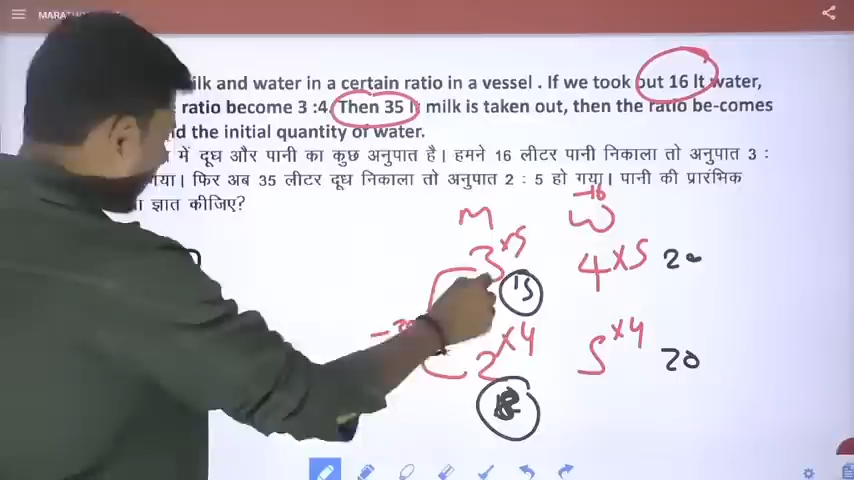 MARA
ilk and water in a certain ratio in a vessel . If we took out 16 lt water,
ratio become 3 :4. Then 35 lt milk is taken out, then the ratio be-comes
d the initial quantity of water.
में दूध और पानी का कुछ अनुपात है। हमने 16 लीटर पानी निकाला तो अनुपात 3 :
गया। फिर अब 35 लीटर दूध निकाला तो अनुपात 2 : 5 हो गया। पानी की प्रारंभिक
ज्ञात कीजिए?
-16
M W
3×5 15 4×5 20
2×4 5×4 20